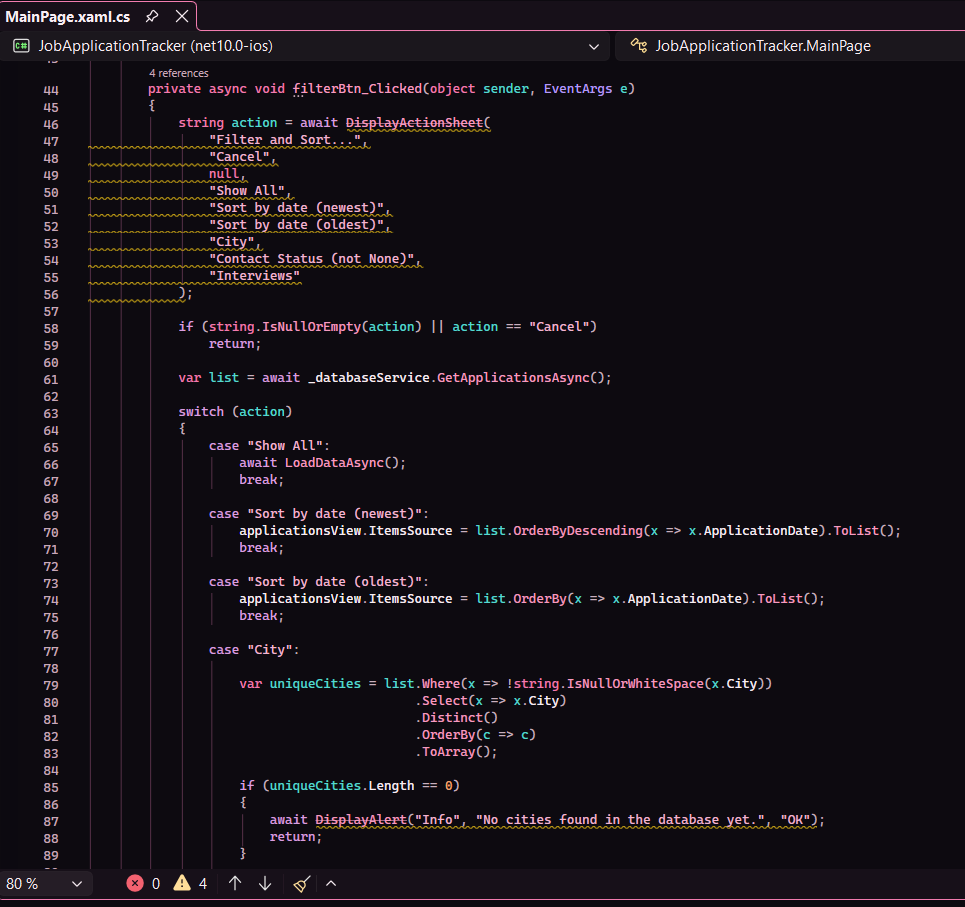 MainPage.xaml.cs
C# JobApplicationTracker (net10.0-ios)
JobApplicationTracker.MainPage
4 references
44 private async void filterBtn_Clicked(object sender, EventArgs e)
45 {
46 string action = await DisplayActionSheet(
47 "Filter and Sort...",
48 "Cancel",
49 null,
50 "Show All",
51 "Sort by date (newest)",
52 "Sort by date (oldest)",
53 "City",
54 "Contact Status (not None)",
55 "Interviews"
56 );
57
58 if (string.IsNullOrEmpty(action) || action == "Cancel")
59 return;
60
61 var list = await _databaseService.GetApplicationsAsync();
62
63 switch (action)
64 {
65 case "Show All":
66 await LoadDataAsync();
67 break;
68
69 case "Sort by date (newest)":
70 applicationsView.ItemsSource = list.OrderByDescending(x => x.ApplicationDate).ToList();
71 break;
72
73 case "Sort by date (oldest)":
74 applicationsView.ItemsSource = list.OrderBy(x => x.ApplicationDate).ToList();
75 break;
76
77 case "City":
78
79 var uniqueCities = list.Where(x => !string.IsNullOrWhiteSpace(x.City))
80 .Select(x => x.City)
81 .Distinct()
82 .OrderBy(c => c)
83 .ToArray();
84
85 if (uniqueCities.Length == 0)
86 {
87 await DisplayAlert("Info", "No cities found in the database yet.", "OK");
88 return;
89 }
80 % 0 4